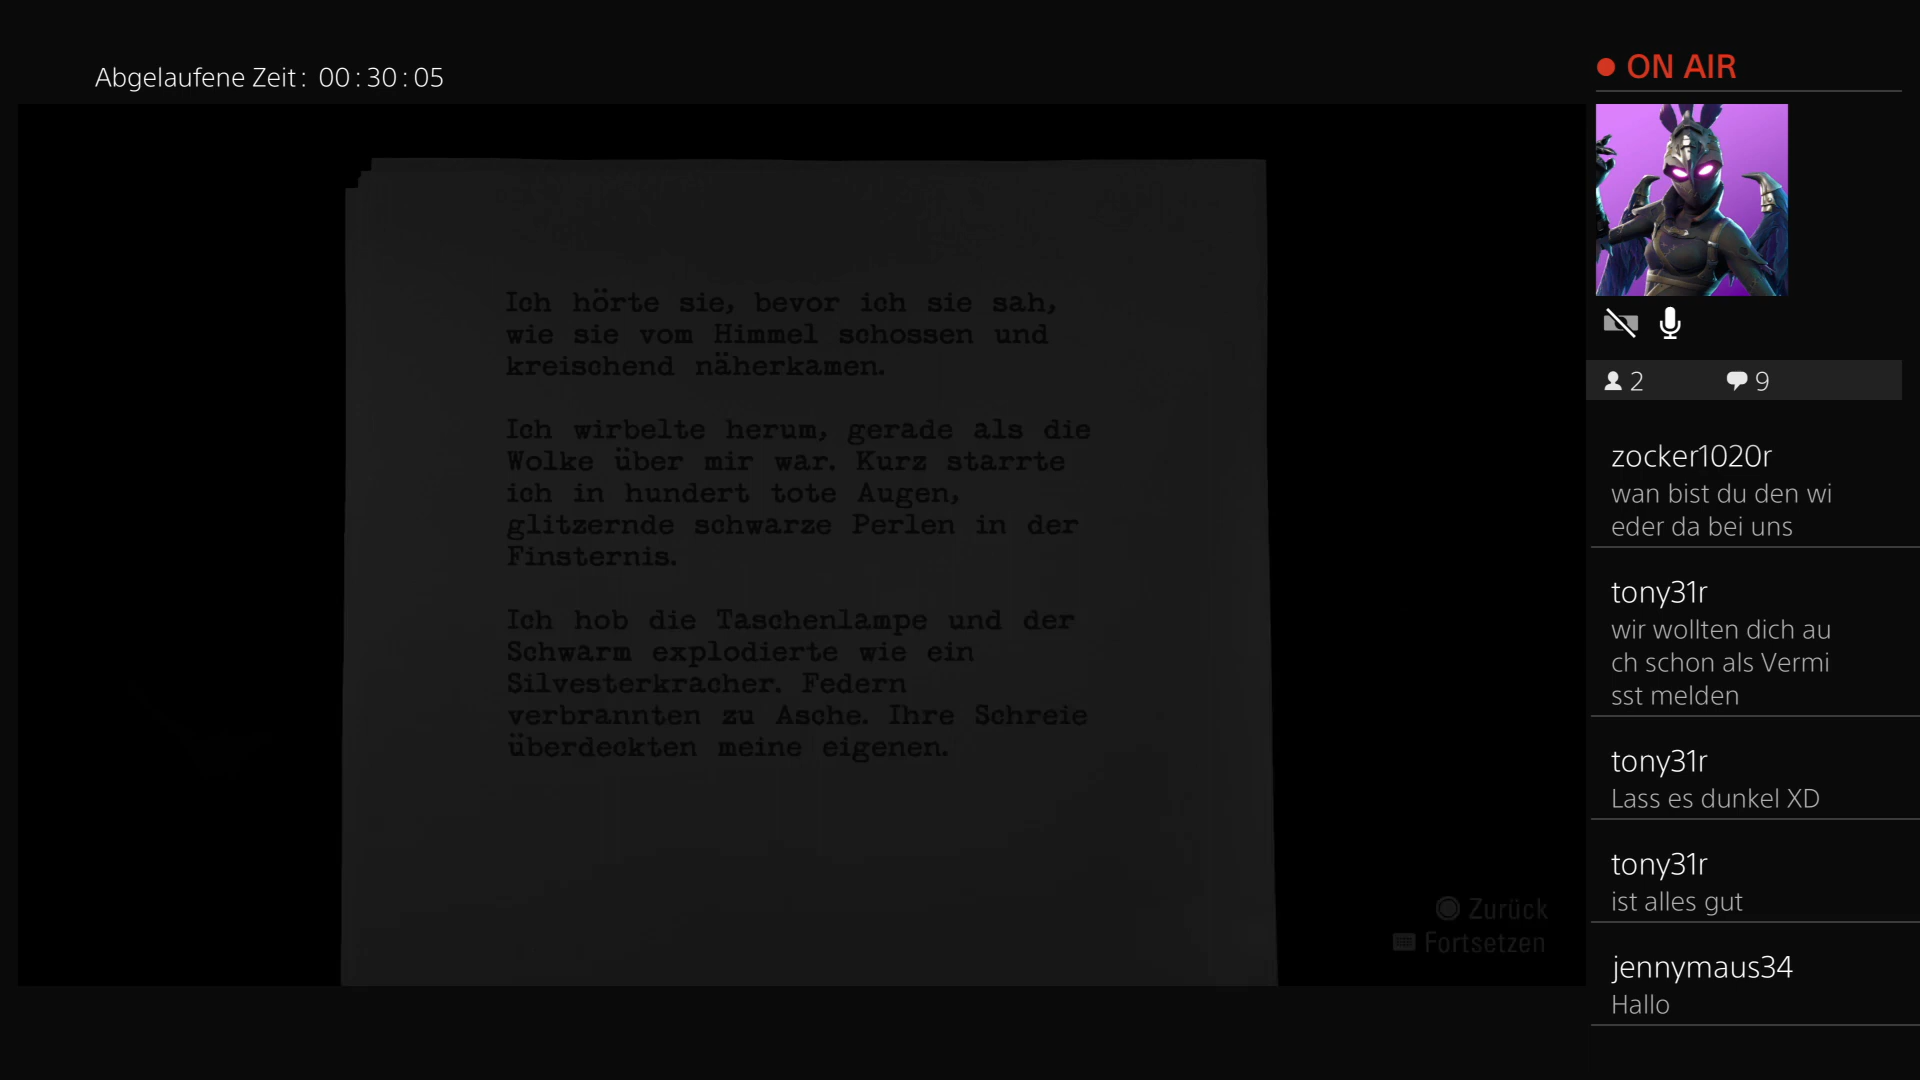 Abgelaufene Zeit: 00:30:05
Ich hörte sie, bevor ich sie sah,
wie sie vom Himmel schossen und
kreischend näherkamen.
Ich wirbelte herum, gerade als die
Wolke über mir war. Kurz starrte
ich in hundert tote Augen,
glitzernde schwarze Perlen in der
Finsternis.
Ich hob die Taschenlampe und der
Schwarm explodierte wie ein
Silvesterkracher. Federn
verbrannten zu Asche. Ihre Schreie
überdeckten meine eigenen.
Zurück
Fortsetzen
ON AIR
2 9
zocker1020r
wan bist du den wi
eder da bei uns
tony31r
wir wollten dich au
ch schon als Vermi
sst melden
tony31r
Lass es dunkel XD
tony31r
ist alles gut
jennymaus34
Hallo